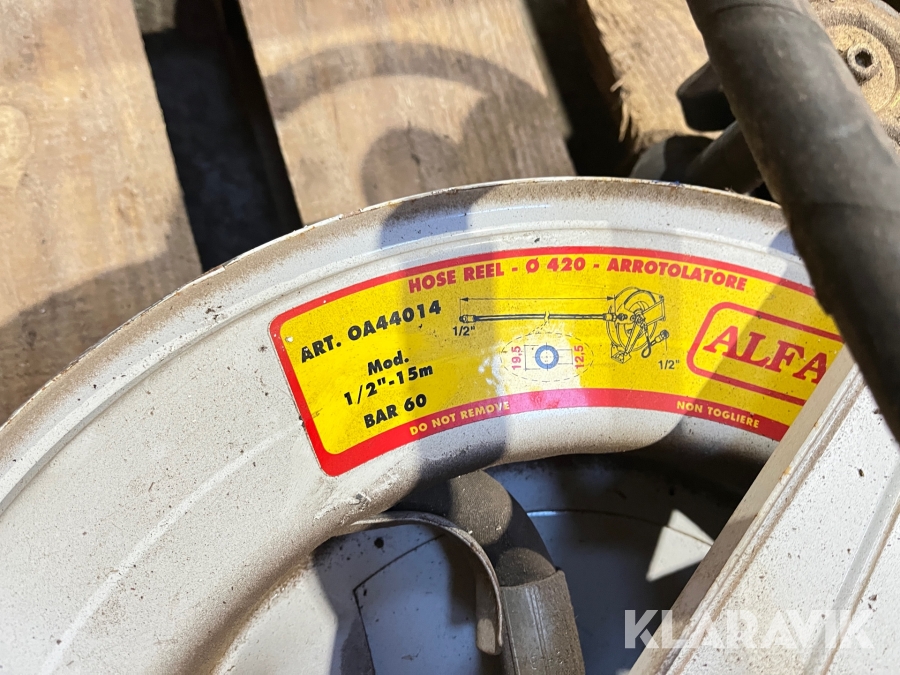 HOSE REEL - Ø 420 - ARROTOLATORE
ART. OA44014
Mod.
1/2"-15m
BAR 60
1/2"
19,5
12,5
1/2"
ALFA
DO NOT REMOVE
NON TOGLIERE
KLARAVIK